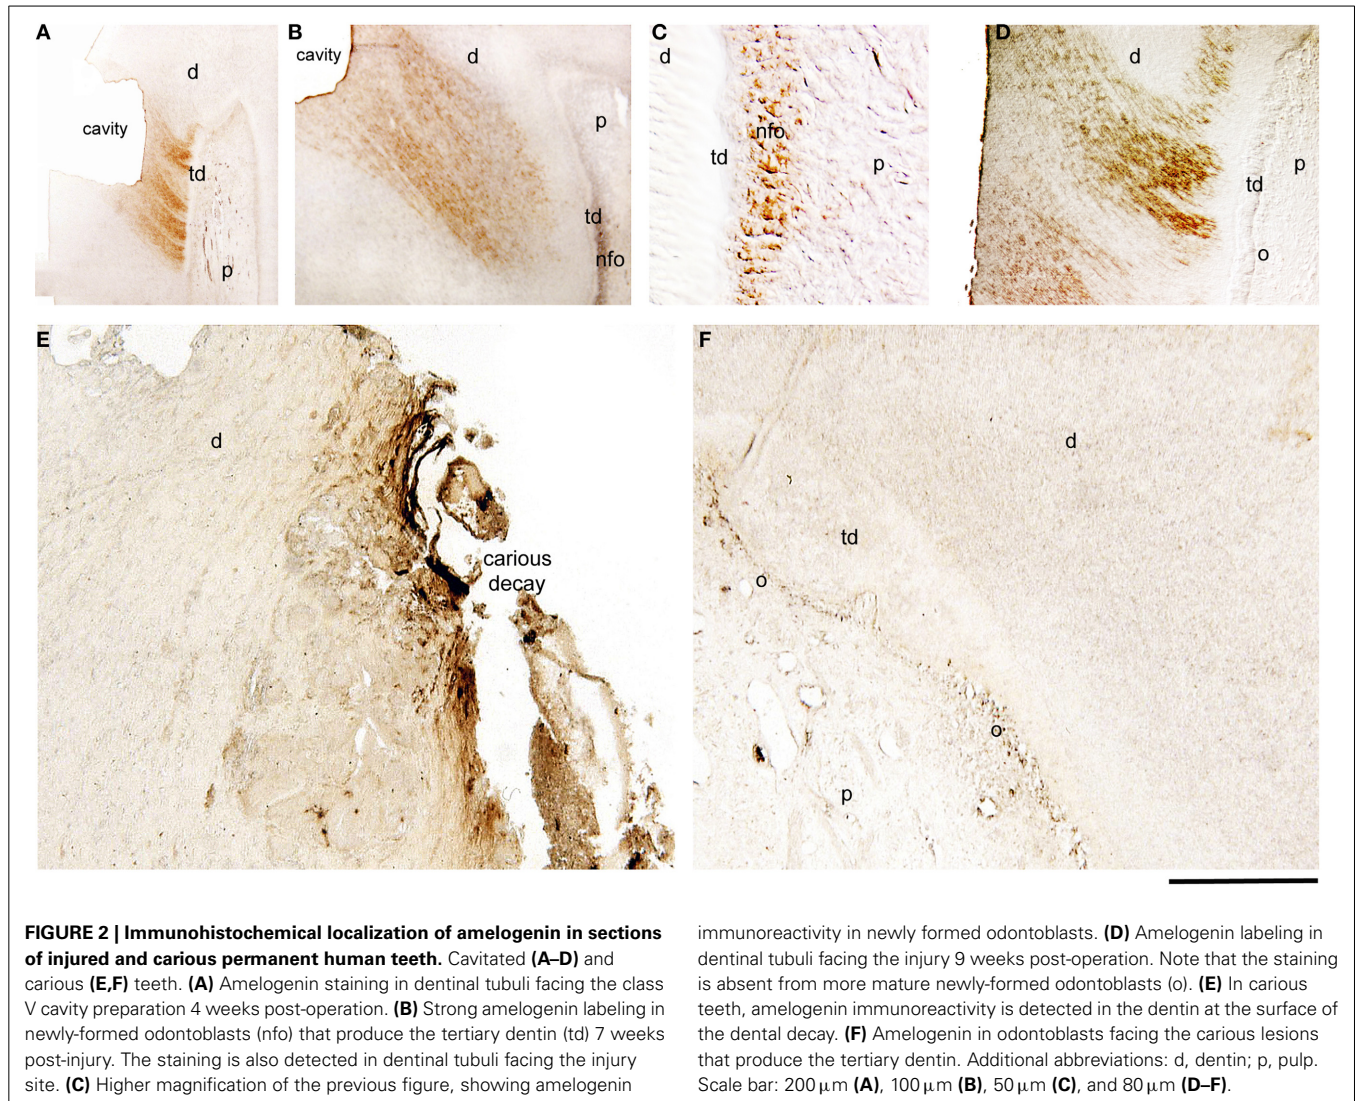 A
B
C
D
cavity
d
td
p
cavity
d
p
td
nfo
d
nfo
td
p
d
p
td
o
E
F
d
carious
decay
d
td
o
o
p
FIGURE 2 | Immunohistochemical localization of amelogenin in sections
of injured and carious permanent human teeth. Cavitated (A–D) and
carious (E,F) teeth. (A) Amelogenin staining in dentinal tubuli facing the class
V cavity preparation 4 weeks post-operation. (B) Strong amelogenin labeling in
newly-formed odontoblasts (nfo) that produce the tertiary dentin (td) 7 weeks
post-injury. The staining is also detected in dentinal tubuli facing the injury
site. (C) Higher magnification of the previous figure, showing amelogenin
immunoreactivity in newly formed odontoblasts. (D) Amelogenin labeling in
dentinal tubuli facing the injury 9 weeks post-operation. Note that the staining
is absent from more mature newly-formed odontoblasts (o). (E) In carious
teeth, amelogenin immunoreactivity is detected in the dentin at the surface of
the dental decay. (F) Amelogenin in odontoblasts facing the carious lesions
that produce the tertiary dentin. Additional abbreviations: d, dentin; p, pulp.
Scale bar: 200 μm (A), 100 μm (B), 50 μm (C), and 80 μm (D–F).